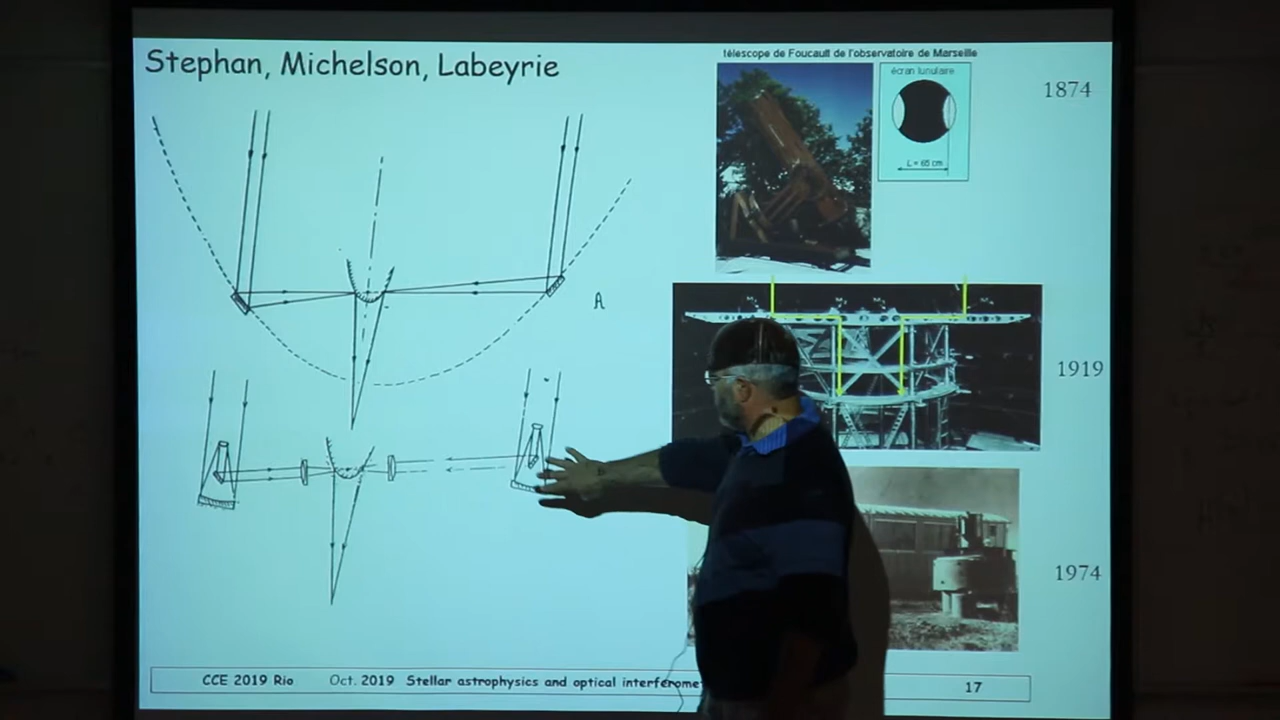 Stephan, Michelson, Labeyrie
télescope de Foucault de l'observatoire de Marseille
écran lunulaire
L = 65 cm
1874
A
1919
1974
CCE 2019 Rio Oct. 2019 Stellar astrophysics and optical
17